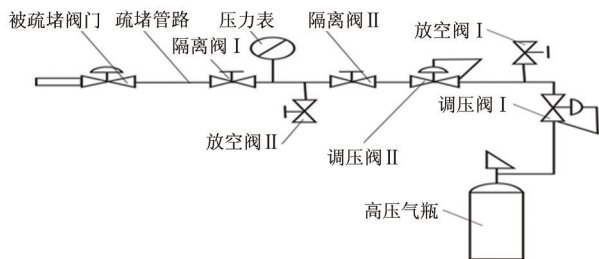 被疏堵阀门
疏堵管路
压力表
隔离阀Ⅰ
隔离阀Ⅱ
放空阀Ⅰ
调压阀Ⅰ
放空阀Ⅱ
调压阀Ⅱ
高压气瓶